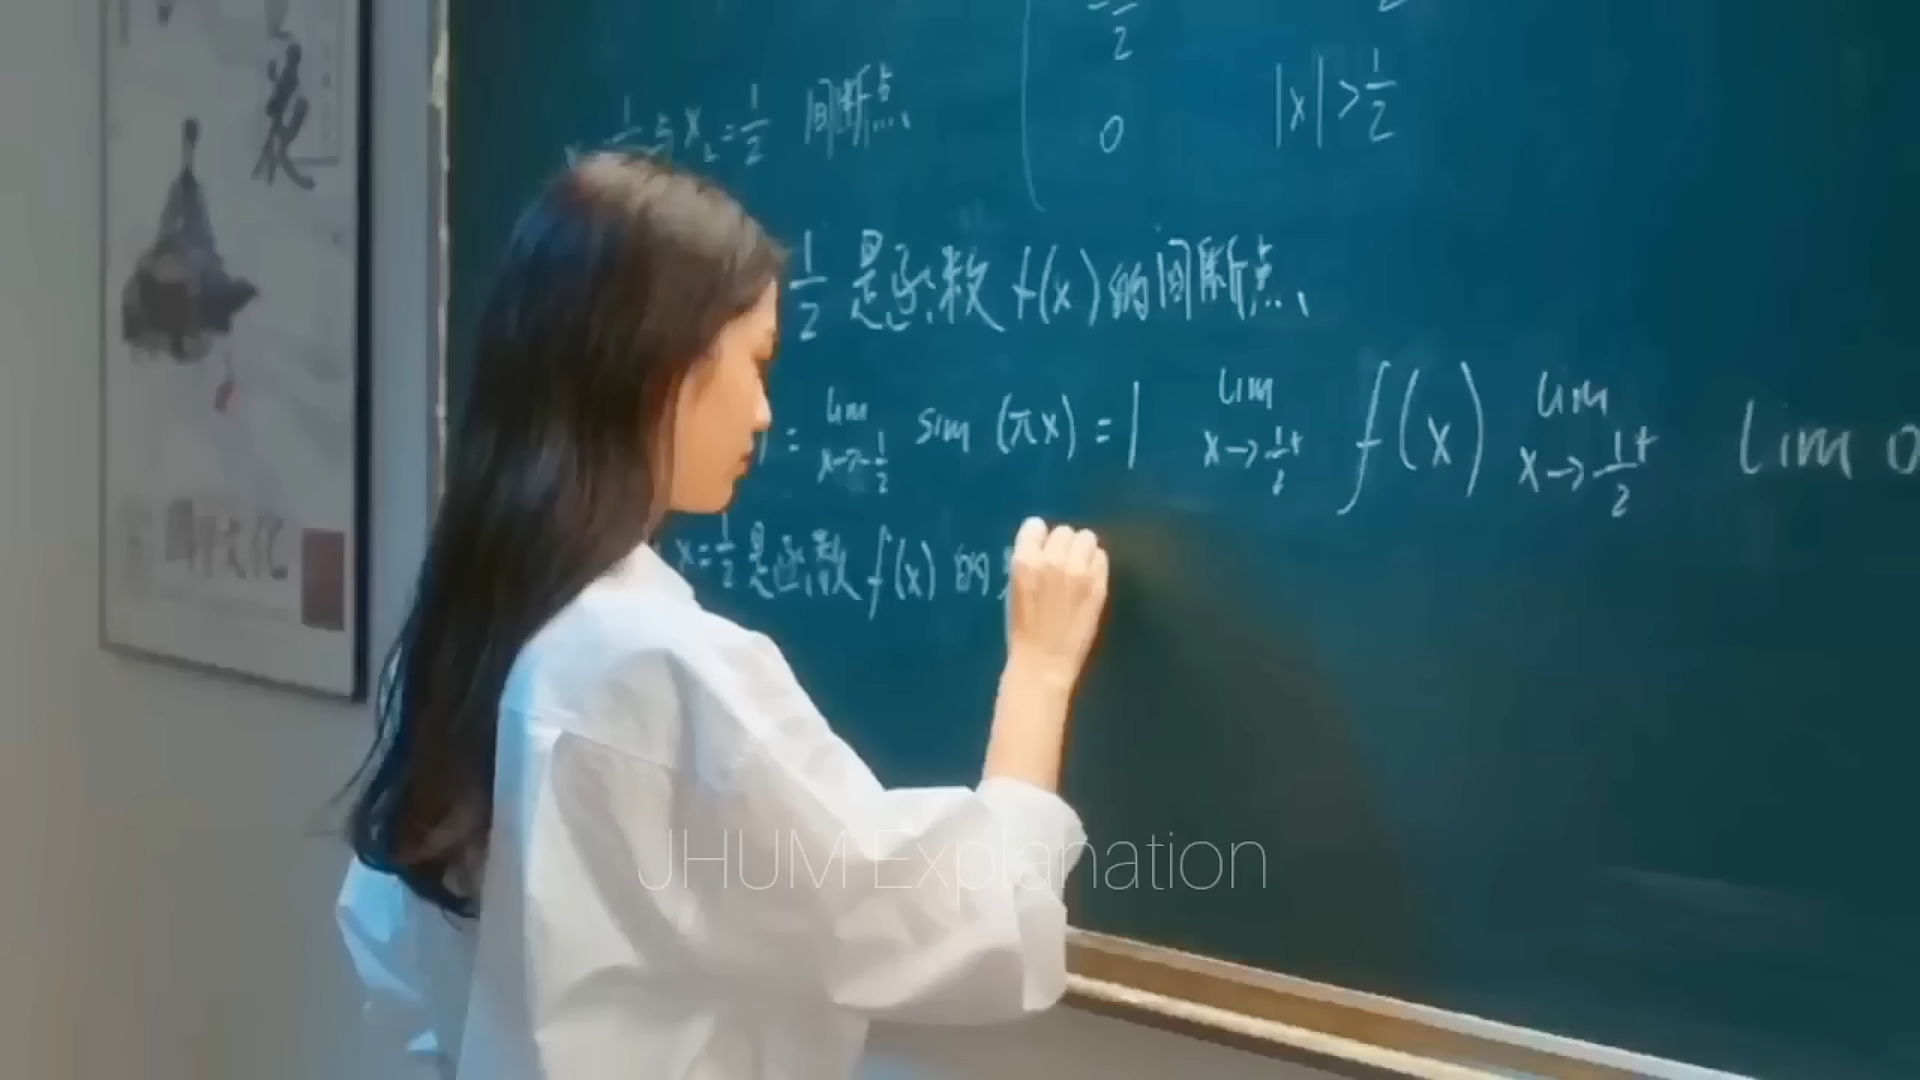 花
与 x₂ = 1/2 间断点
0 |x| > 1/2
1/2 是函数 f(x) 的间断点
= lim x→-1/2 sim (πx) = 1 lim x→1/2⁺ f(x) lim x→1/2⁺ lim 0
x = 1/2 是函数 f(x) 的
JHUM Explanation